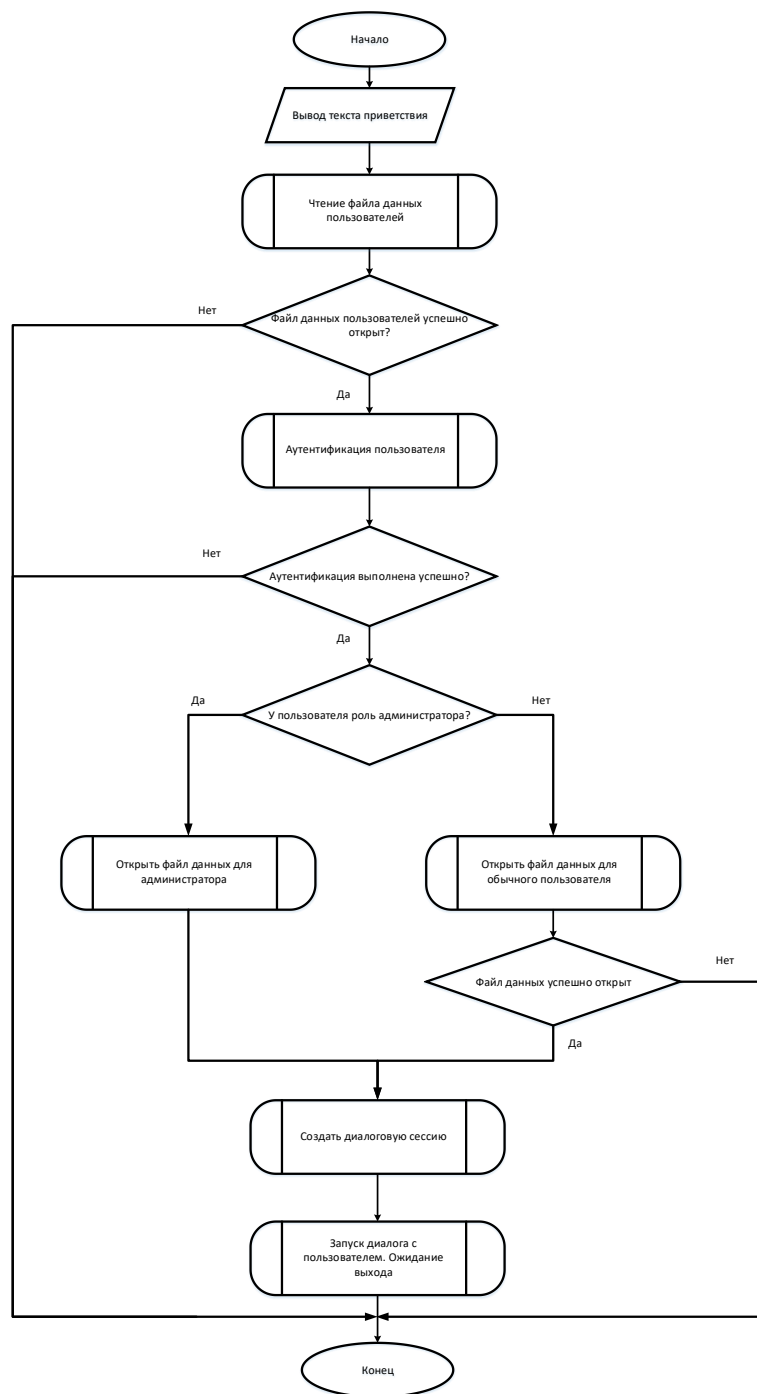 Начало
Вывод текста приветствия
Чтение файла данных
пользователей
Нет
Файл данных пользователей успешно
открыт?
Да
Аутентификация пользователя
Нет
Аутентификация выполнена успешно?
Да
Да
У пользователя роль администратора?
Нет
Открыть файл данных для
администратора
Открыть файл данных для
обычного пользователя
Нет
Файл данных успешно открыт
Да
Создать диалоговую сессию
Запуск диалога с
пользователем. Ожидание
выхода
Конец